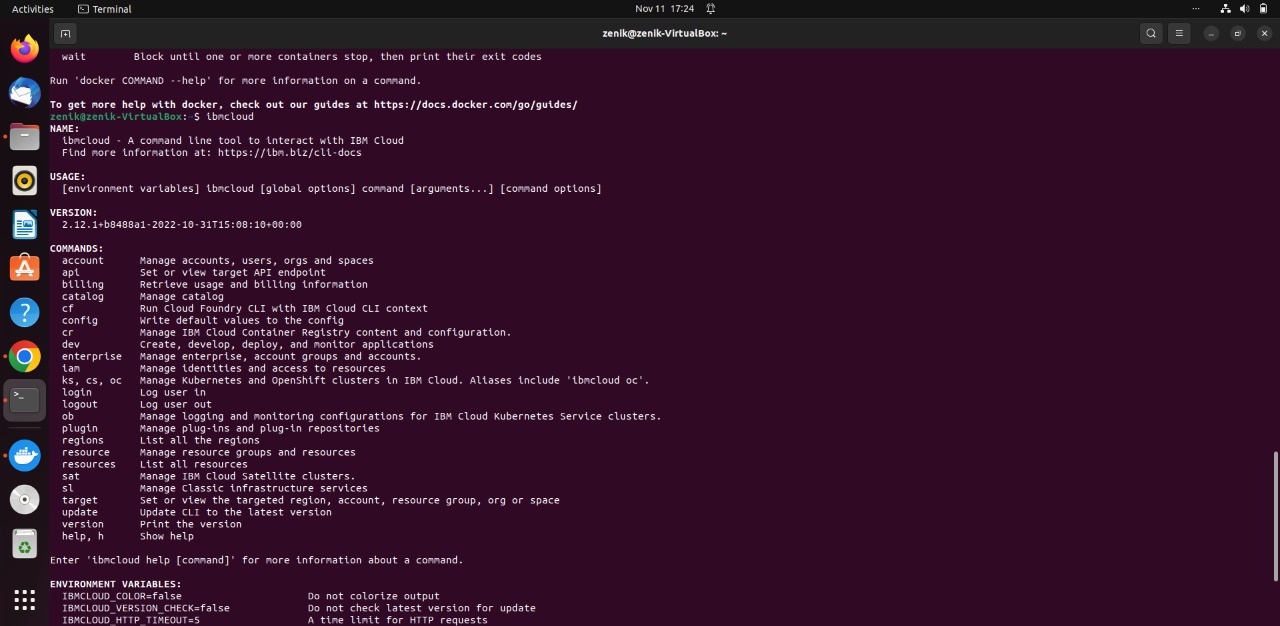 Activities
Terminal
Nov 11 17:24
zenik@zenik-VirtualBox: ~
wait Block until one or more containers stop, then print their exit codes
Run 'docker COMMAND --help' for more information on a command.
To get more help with docker, check out our guides at https://docs.docker.com/go/guides/
zenik@zenik-VirtualBox:~$ ibmcloud
NAME:
ibmcloud - A command line tool to interact with IBM Cloud
Find more information at: https://ibm.biz/cli-docs
USAGE:
[environment variables] ibmcloud [global options] command [arguments...] [command options]
VERSION:
2.12.1+b8488a1-2022-10-31T15:08:10+00:00
COMMANDS:
account Manage accounts, users, orgs and spaces
api Set or view target API endpoint
billing Retrieve usage and billing information
catalog Manage catalog
cf Run Cloud Foundry CLI with IBM Cloud CLI context
config Write default values to the config
cr Manage IBM Cloud Container Registry content and configuration.
dev Create, develop, deploy, and monitor applications
enterprise Manage enterprise, account groups and accounts.
iam Manage identities and access to resources
ks, cs, oc Manage Kubernetes and OpenShift clusters in IBM Cloud. Aliases include 'ibmcloud oc'.
login Log user in
logout Log user out
ob Manage logging and monitoring configurations for IBM Cloud Kubernetes Service clusters.
plugin Manage plug-ins and plug-in repositories
regions List all the regions
resource Manage resource groups and resources
resources List all resources
sat Manage IBM Cloud Satellite clusters.
sl Manage Classic infrastructure services
target Set or view the targeted region, account, resource group, org or space
update Update CLI to the latest version
version Print the version
help, h Show help
Enter 'ibmcloud help [command]' for more information about a command.
ENVIRONMENT VARIABLES:
IBMCLOUD_COLOR=false Do not colorize output
IBMCLOUD_VERSION_CHECK=false Do not check latest version for update
IBMCLOUD_HTTP_TIMEOUT=5 A time limit for HTTP requests